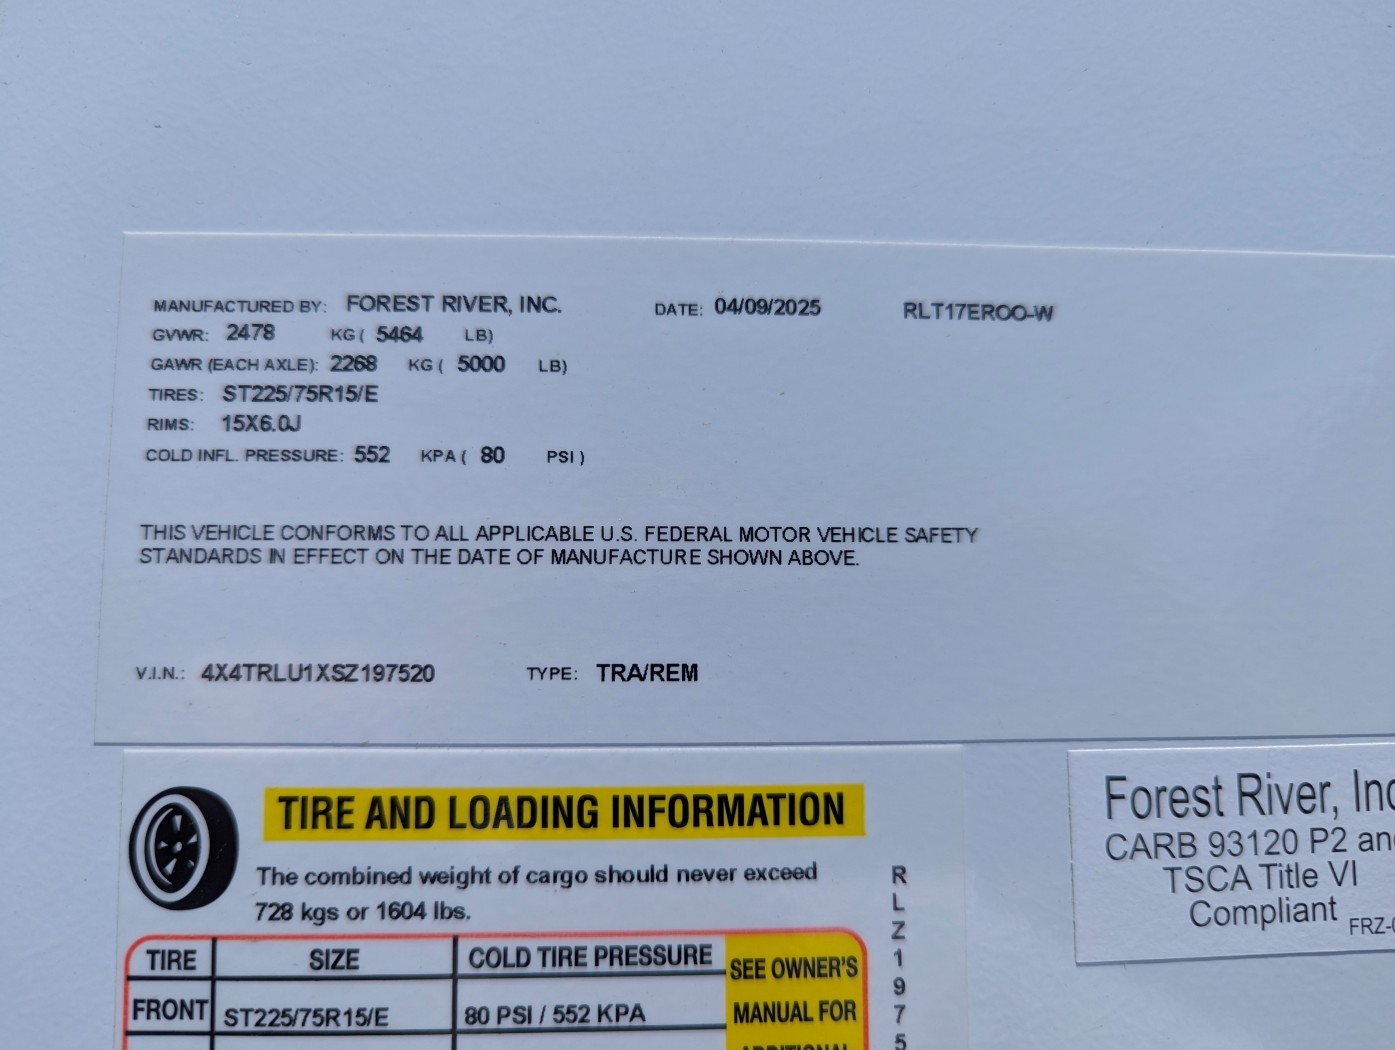 MANUFACTURED BY: FOREST RIVER, INC. DATE: 04/09/2025 RLT17EROO-W
GVWR: 2478 KG ( 5464 LB)
GAWR (EACH AXLE): 2268 KG ( 5000 LB)
TIRES: ST225/75R15/E
RIMS: 15X6.0J
COLD INFL. PRESSURE: 552 KPA ( 80 PSI )
THIS VEHICLE CONFORMS TO ALL APPLICABLE U.S. FEDERAL MOTOR VEHICLE SAFETY
STANDARDS IN EFFECT ON THE DATE OF MANUFACTURE SHOWN ABOVE.
V.I.N.: 4X4TRLU1XSZ197520 TYPE: TRA/REM
TIRE AND LOADING INFORMATION
The combined weight of cargo should never exceed
728 kgs or 1604 lbs.
TIRE SIZE COLD TIRE PRESSURE SEE OWNER'S
FRONT ST225/75R15/E 80 PSI / 552 KPA MANUAL FOR
ADDITIONAL
RLZ1975
Forest River, Inc
CARB 93120 P2 an
TSCA Title VI
Compliant FRZ-